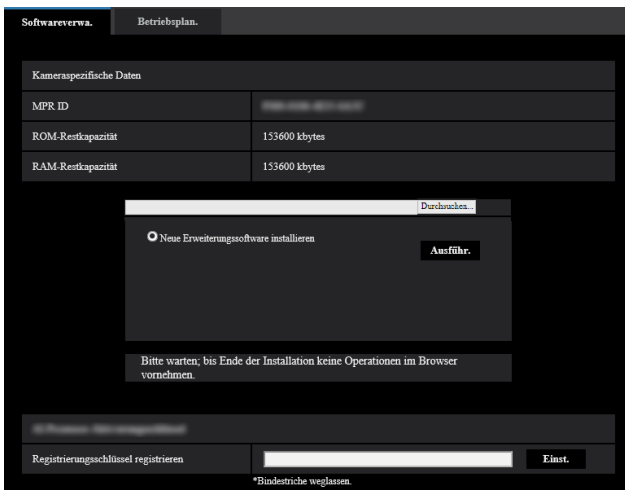 Softwareverwa. Betriebsplan.
Kameraspezifische Daten
MPR ID
ROM-Restkapazität 153600 kbytes
RAM-Restkapazität 153600 kbytes
Durchsuchen...
Neue Erweiterungssoftware installieren
Ausführ.
Bitte warten; bis Ende der Installation keine Operationen im Browser
vornehmen.
Registrierungsschlüssel registrieren Einst.
*Bindestriche weglassen.